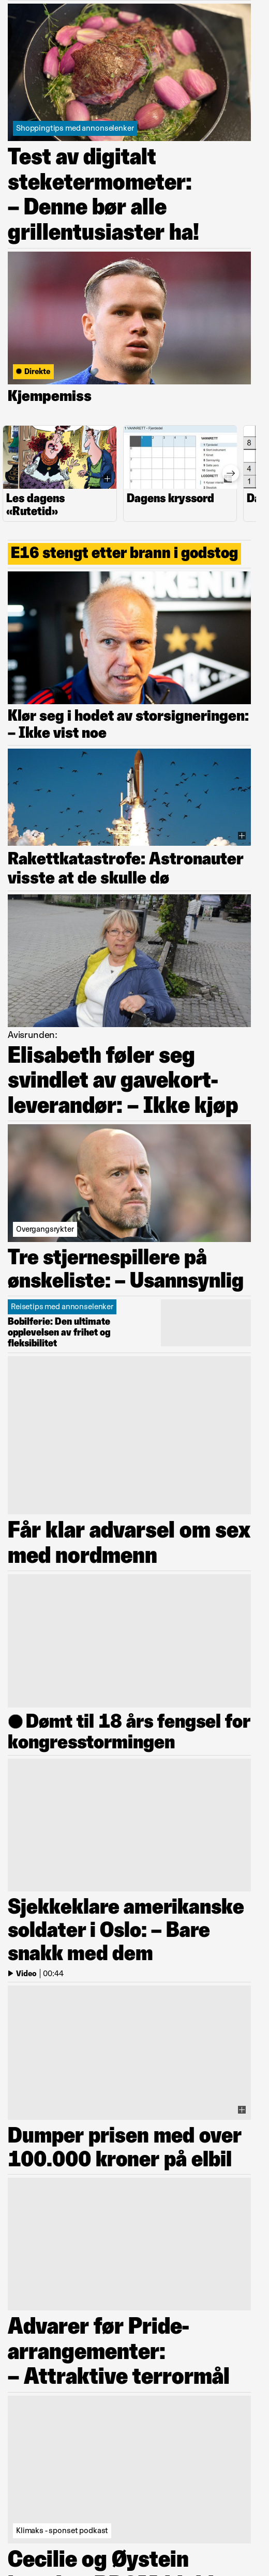 Shoppingtips med annonselenker
Test av digitalt
steketermometer:
– Denne bør alle
grillentusiaster ha!
Direkte
Kjempemiss
Les dagens
«Rutetid»
Dagens kryssord
Da
E16 stengt etter brann i godstog
Klør seg i hodet av storsigneringen:
– Ikke vist noe
Rakettkatastrofe: Astronauter
visste at de skulle dø
Avisrunden:
Elisabeth føler seg
svindlet av gavekort-
leverandør: – Ikke kjøp
Overgangsrykter
Tre stjernespillere på
ønskeliste: – Usannsynlig
Reisetips med annonselenker
Bobilferie: Den ultimate
opplevelsen av frihet og
fleksibilitet
Får klar advarsel om sex
med nordmenn
Dømt til 18 års fengsel for
kongresstormingen
Sjekkeklare amerikanske
soldater i Oslo: – Bare
snakk med dem
Video | 00:44
Dumper prisen med over
100.000 kroner på elbil
Advarer før Pride-
arrangementer:
– Attraktive terrormål
Klimaks - sponset podkast
Cecilie og Øystein